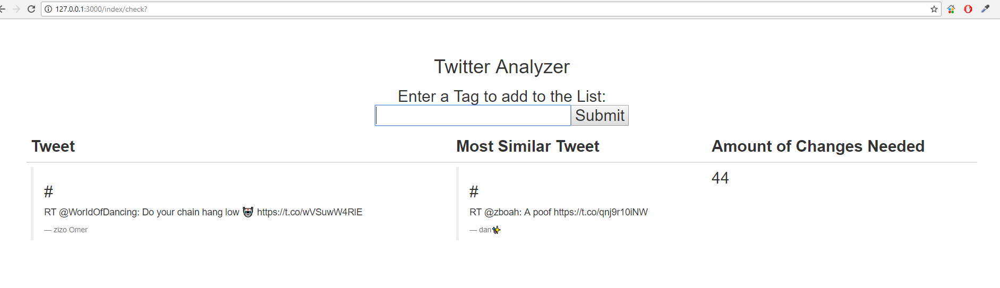 127.0.0.1:3000/index/check?
Twitter Analyzer
Enter a Tag to add to the List:
Submit
Tweet Most Similar Tweet Amount of Changes Needed
# # 44
RT @WorldOfDancing: Do your chain hang low https://t.co/wVSuwW4RlE RT @zboah: A poof https://t.co/qnj9r10iNW
— zizo Omer — dan✨